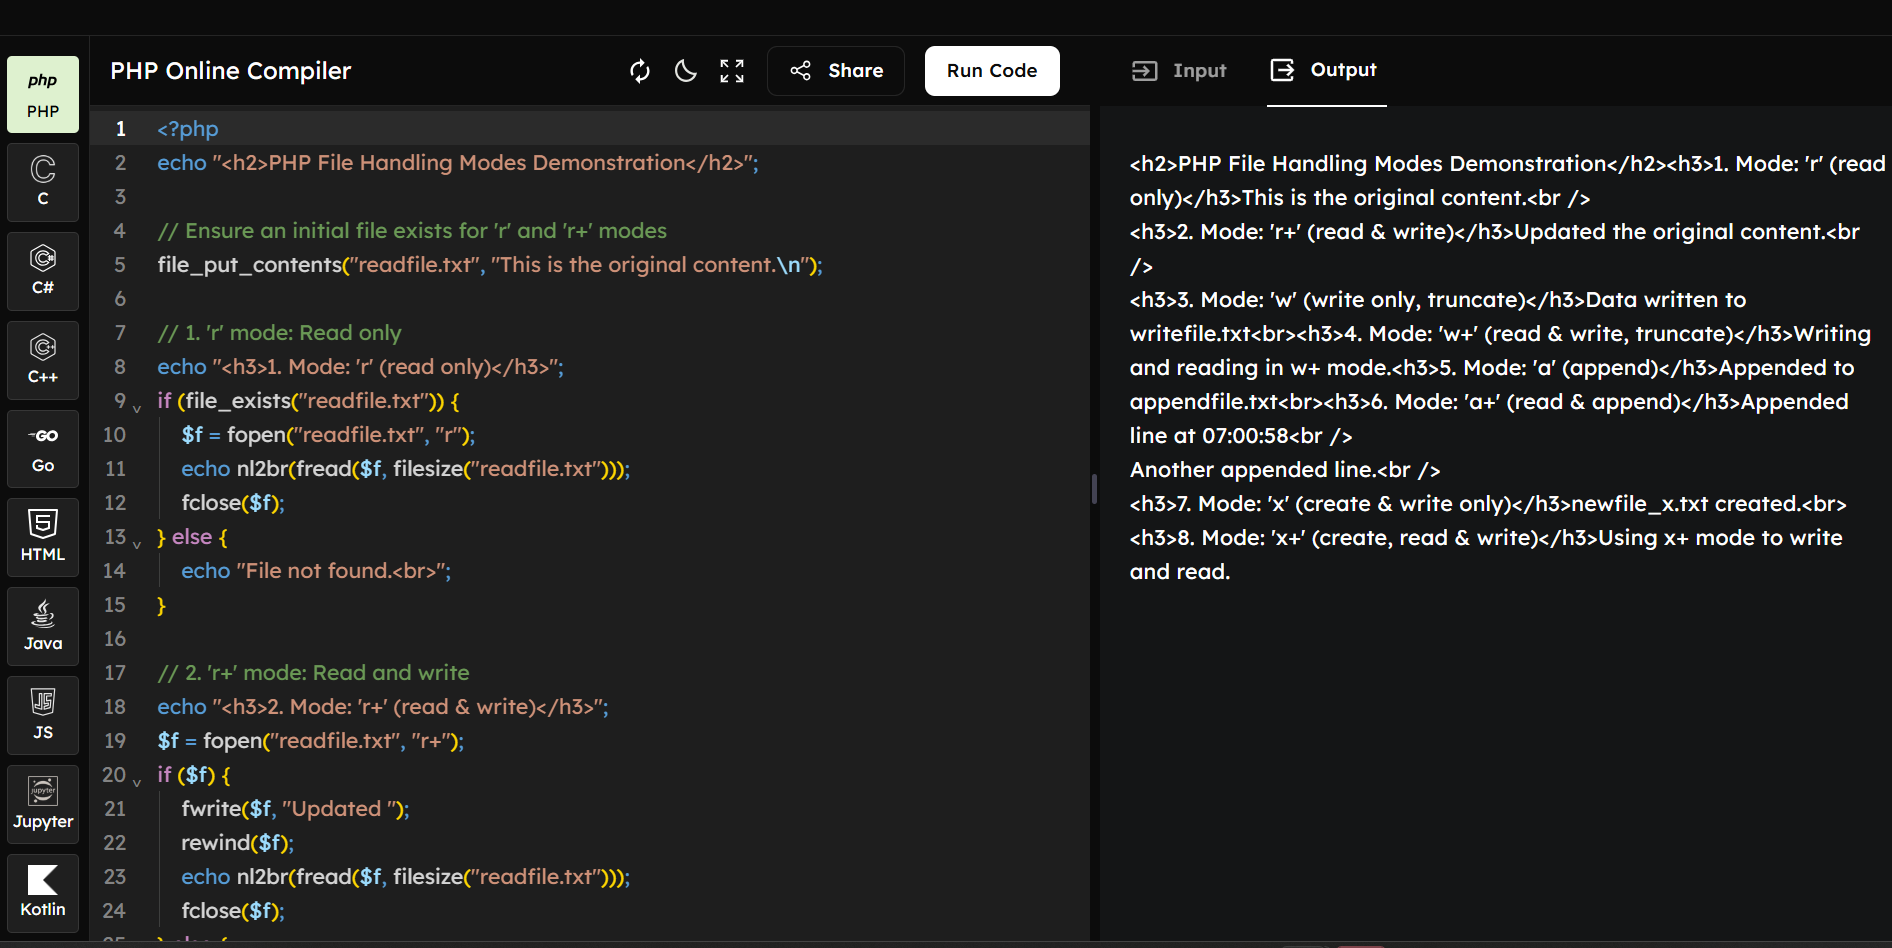 PHP Online Compiler
Share
Run Code
Input
Output
php
PHP
C
C
C#
C#
C++
C++
GO
Go
5
HTML
Java
JS
JS
jupyter
Jupyter
Kotlin
1 <?php
2 echo "<h2>PHP File Handling Modes Demonstration</h2>";
3
4 // Ensure an initial file exists for 'r' and 'r+' modes
5 file_put_contents("readfile.txt", "This is the original content.\n");
6
7 // 1. 'r' mode: Read only
8 echo "<h3>1. Mode: 'r' (read only)</h3>";
9 if (file_exists("readfile.txt")) {
10 $f = fopen("readfile.txt", "r");
11 echo nl2br(fread($f, filesize("readfile.txt")));
12 fclose($f);
13 } else {
14 echo "File not found.<br>";
15 }
16
17 // 2. 'r+' mode: Read and write
18 echo "<h3>2. Mode: 'r+' (read & write)</h3>";
19 $f = fopen("readfile.txt", "r+");
20 if ($f) {
21 fwrite($f, "Updated ");
22 rewind($f);
23 echo nl2br(fread($f, filesize("readfile.txt")));
24 fclose($f);
25 } else {
<h2>PHP File Handling Modes Demonstration</h2><h3>1. Mode: 'r' (read
only)</h3>This is the original content.<br />
<h3>2. Mode: 'r+' (read & write)</h3>Updated the original content.<br
/>
<h3>3. Mode: 'w' (write only, truncate)</h3>Data written to
writefile.txt<br><h3>4. Mode: 'w+' (read & write, truncate)</h3>Writing
and reading in w+ mode.<h3>5. Mode: 'a' (append)</h3>Appended to
appendfile.txt<br><h3>6. Mode: 'a+' (read & append)</h3>Appended
line at 07:00:58<br />
Another appended line.<br />
<h3>7. Mode: 'x' (create & write only)</h3>newfile_x.txt created.<br>
<h3>8. Mode: 'x+' (create, read & write)</h3>Using x+ mode to write
and read.